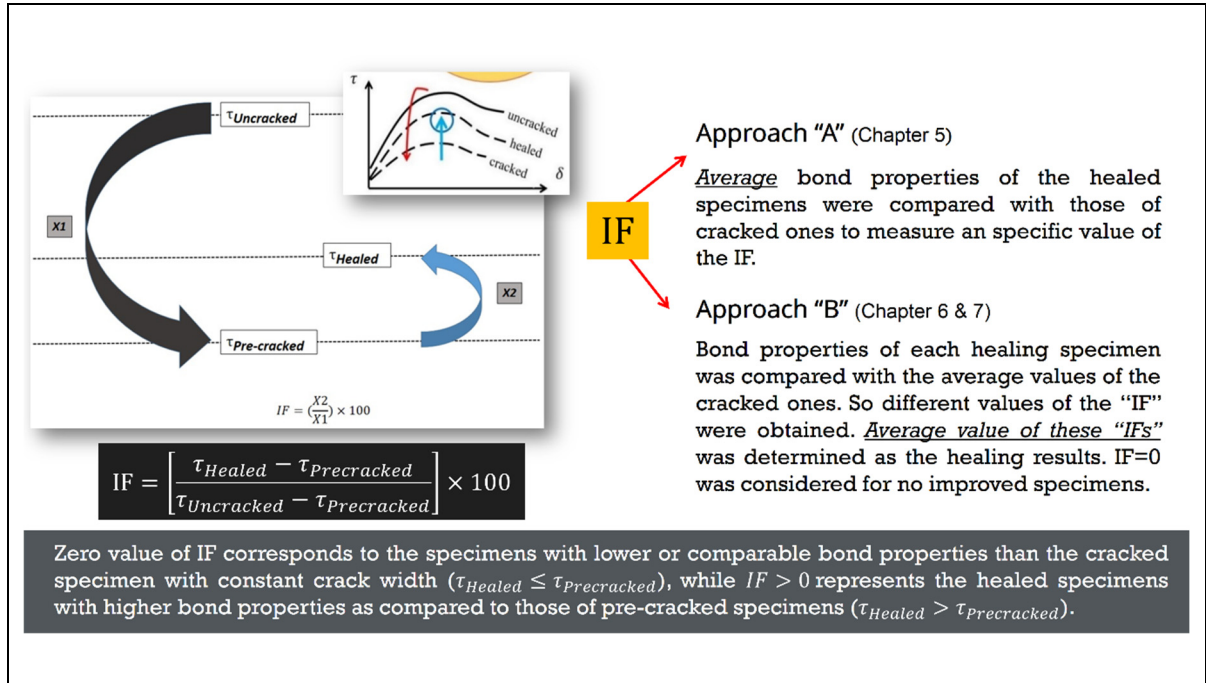 τ
uncracked
healed
cracked
δ
τUncracked
X1
τHealed
X2
τPre-cracked
IF = (X2/X1) × 100
IF = [τHealed − τPrecracked / τUncracked − τPrecracked] × 100
IF
Approach “A” (Chapter 5)
Average bond properties of the healed
specimens were compared with those of
cracked ones to measure an specific value of
the IF.
Approach “B” (Chapter 6 & 7)
Bond properties of each healing specimen
was compared with the average values of the
cracked ones. So different values of the “IF”
were obtained. Average value of these “IFs”
was determined as the healing results. IF=0
was considered for no improved specimens.
Zero value of IF corresponds to the specimens with lower or comparable bond properties than the cracked
specimen with constant crack width (τHealed ≤ τPrecracked), while IF > 0 represents the healed specimens
with higher bond properties as compared to those of pre-cracked specimens (τHealed > τPrecracked).